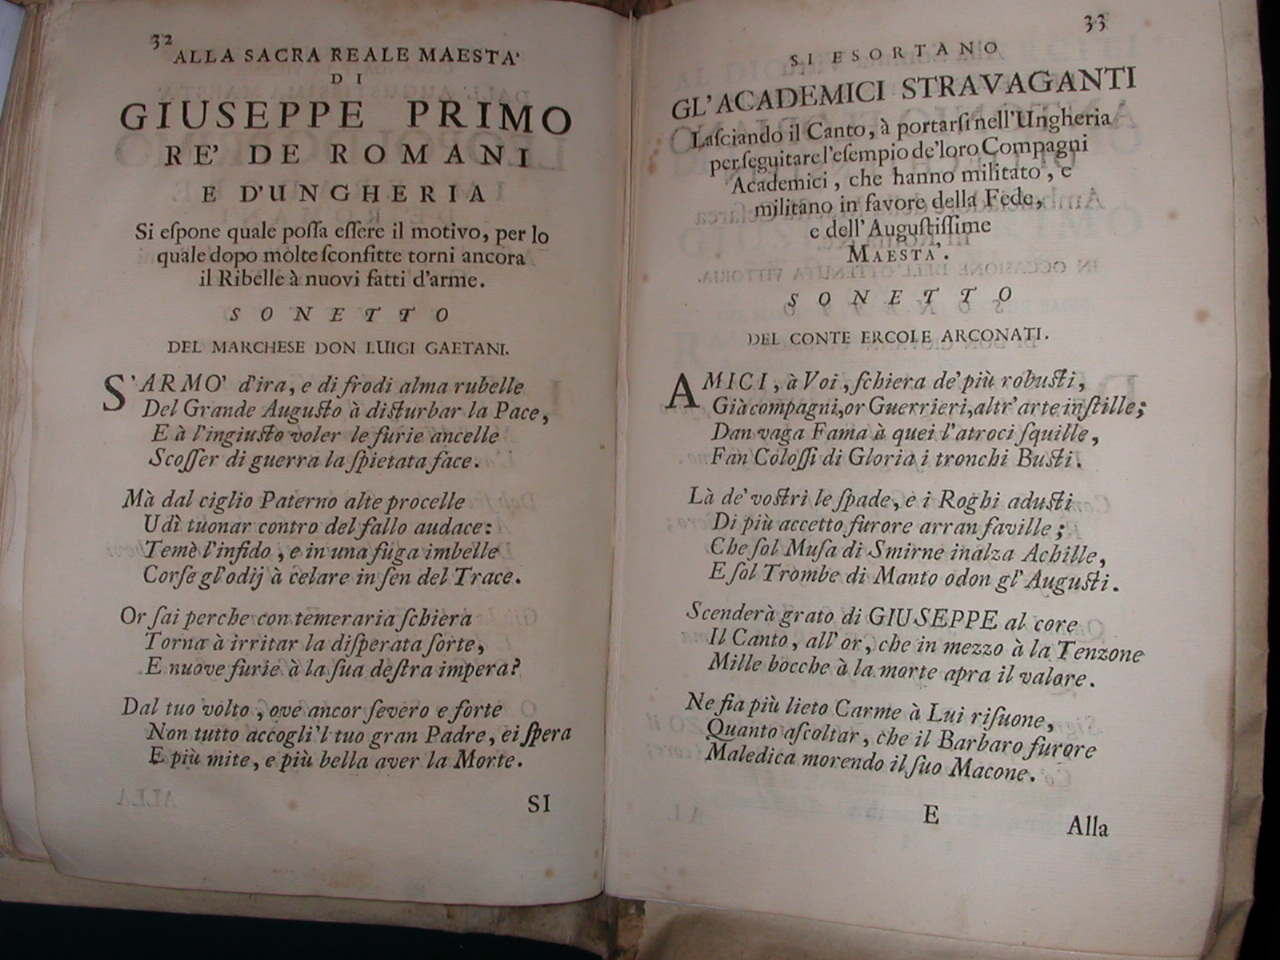 32
ALLA SACRA REALE MAESTA'
DI
GIUSEPPE PRIMO
RE' DE ROMANI
E D'UNGHERIA
Si eſpone quale poſſa eſſere il motivo, per lo
quale dopo molte ſconfitte torni ancora
il Ribelle à nuovi fatti d'arme.
SONETTO
DEL MARCHESE DON LUIGI GAETANI.
S'ARMO' d'ira, e di frodi alma rubelle
Del Grande Auguſto à diſturbar la Pace,
E à l'ingiuſto voler le furie ancelle
Scoſſer di guerra la ſpietata face.
Mà dal ciglio Paterno alte procelle
Udì tuonar contro del fallo audace:
Temè l'infido, e in una fuga imbelle
Corſe gl'odij à celare in ſen del Trace.
Or ſai perche con temeraria ſchiera
Torna à irritar la diſperata ſorte,
E nuove furie à la ſua deſtra impera?
Dal tuo volto, ove ancor ſevero e forte
Non tutto accogli'l tuo gran Padre, ei ſpera
E più mite, e più bella aver la Morte.
SI
33
SI ESORTANO
GL'ACADEMICI STRAVAGANTI
Laſciando il Canto, à portarſi nell'Ungheria
per ſeguitare l'eſempio de'loro Compagni
Academici, che hanno militato, e
militano in favore della Fede,
e dell'Auguſtiſſime
MAESTA'.
SONETTO
DEL CONTE ERCOLE ARCONATI.
AMICI, à Voi, ſchiera de' più robuſti,
Già compagni, or Guerrieri, altr'arte inſtille;
Dan vaga Fama à quei l'atroci ſquille,
Fan Coloſſi di Gloria i tronchi Buſti.
Là de' voſtri le ſpade, e i Roghi aduſti
Di più accetto furore arran faville;
Che ſol Muſa di Smirne inalza Achille,
E ſol Trombe di Manto odon gl'Auguſti.
Scenderà grato di GIUSEPPE al core
Il Canto, all'or, che in mezzo à la Tenzone
Mille bocche à la morte apra il valore.
Ne fia più lieto Carme à Lui riſuone,
Quanto aſcoltar, che il Barbaro furore
Maledica morendo il ſuo Macone.
E
Alla